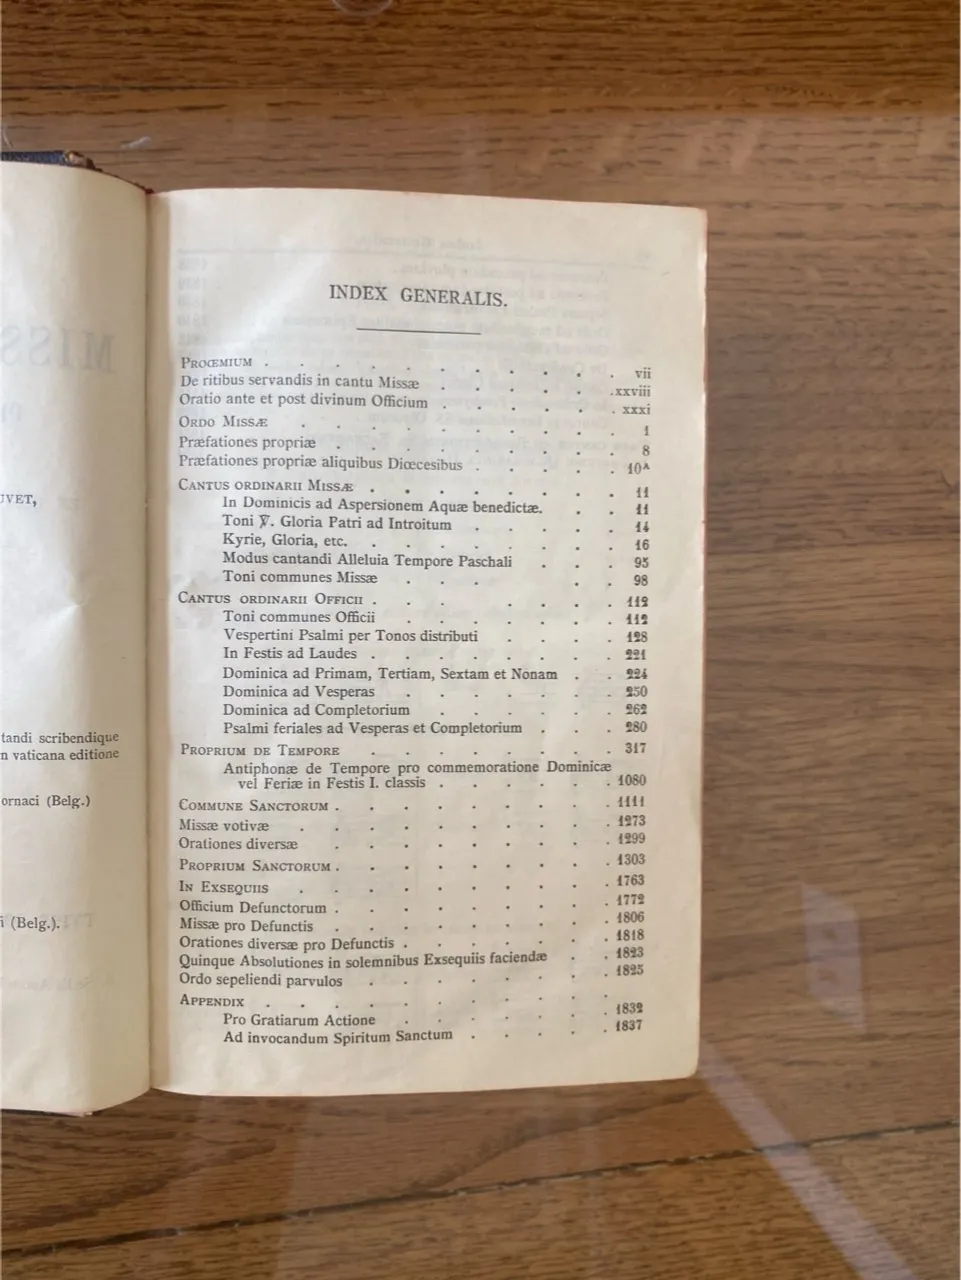 UVET,
tandi scribendique
n vaticana editione
ornaci (Belg.)
i (Belg.).
INDEX GENERALIS.
PROŒMIUM . . . . . . . . . . . vii
De ritibus servandis in cantu Missæ . . . . . . xxviii
Oratio ante et post divinum Officium . . . . . . xxxi
ORDO MISSÆ . . . . . . . . . . 1
Præfationes propriæ . . . . . . . . . 8
Præfationes propriæ aliquibus Diœcesibus . . . . . 10ᴬ
CANTUS ORDINARII MISSÆ . . . . . . . . 11
In Dominicis ad Aspersionem Aquæ benedictæ. . . 11
Toni ℣. Gloria Patri ad Introitum . . . . . 14
Kyrie, Gloria, etc. . . . . . . . . 16
Modus cantandi Alleluia Tempore Paschali . . . 95
Toni communes Missæ . . . . . 98
CANTUS ORDINARII OFFICII . . . . . . . 112
Toni communes Officii . . . . . . . 112
Vespertini Psalmi per Tonos distributi . . . . 128
In Festis ad Laudes . . . . . . . . 221
Dominica ad Primam, Tertiam, Sextam et Nonam . . 224
Dominica ad Vesperas . . . . . . . 250
Dominica ad Completorium . . . . . . 262
Psalmi feriales ad Vesperas et Completorium . . . 280
PROPRIUM DE TEMPORE . . . . . . . . 317
Antiphonæ de Tempore pro commemoratione Dominicæ
vel Feriæ in Festis I. classis . . . . . . 1080
COMMUNE SANCTORUM . . . . . . . . . 1111
Missæ votivæ . . . . . . . . . . 1273
Orationes diversæ . . . . . . . . . 1299
PROPRIUM SANCTORUM . . . . . . . . . 1303
IN EXSEQUIIS . . . . . . . . . . 1763
Officium Defunctorum . . . . . . . . . 1772
Missæ pro Defunctis . . . . . . . . . 1806
Orationes diversæ pro Defunctis . . . . . . . 1818
Quinque Absolutiones in solemnibus Exsequiis faciendæ . . 1823
Ordo sepeliendi parvulos . . . . . . . . 1825
APPENDIX . . . . . . . . . . .
Pro Gratiarum Actione . . . . . . . 1832
Ad invocandum Spiritum Sanctum . . . . . 1837